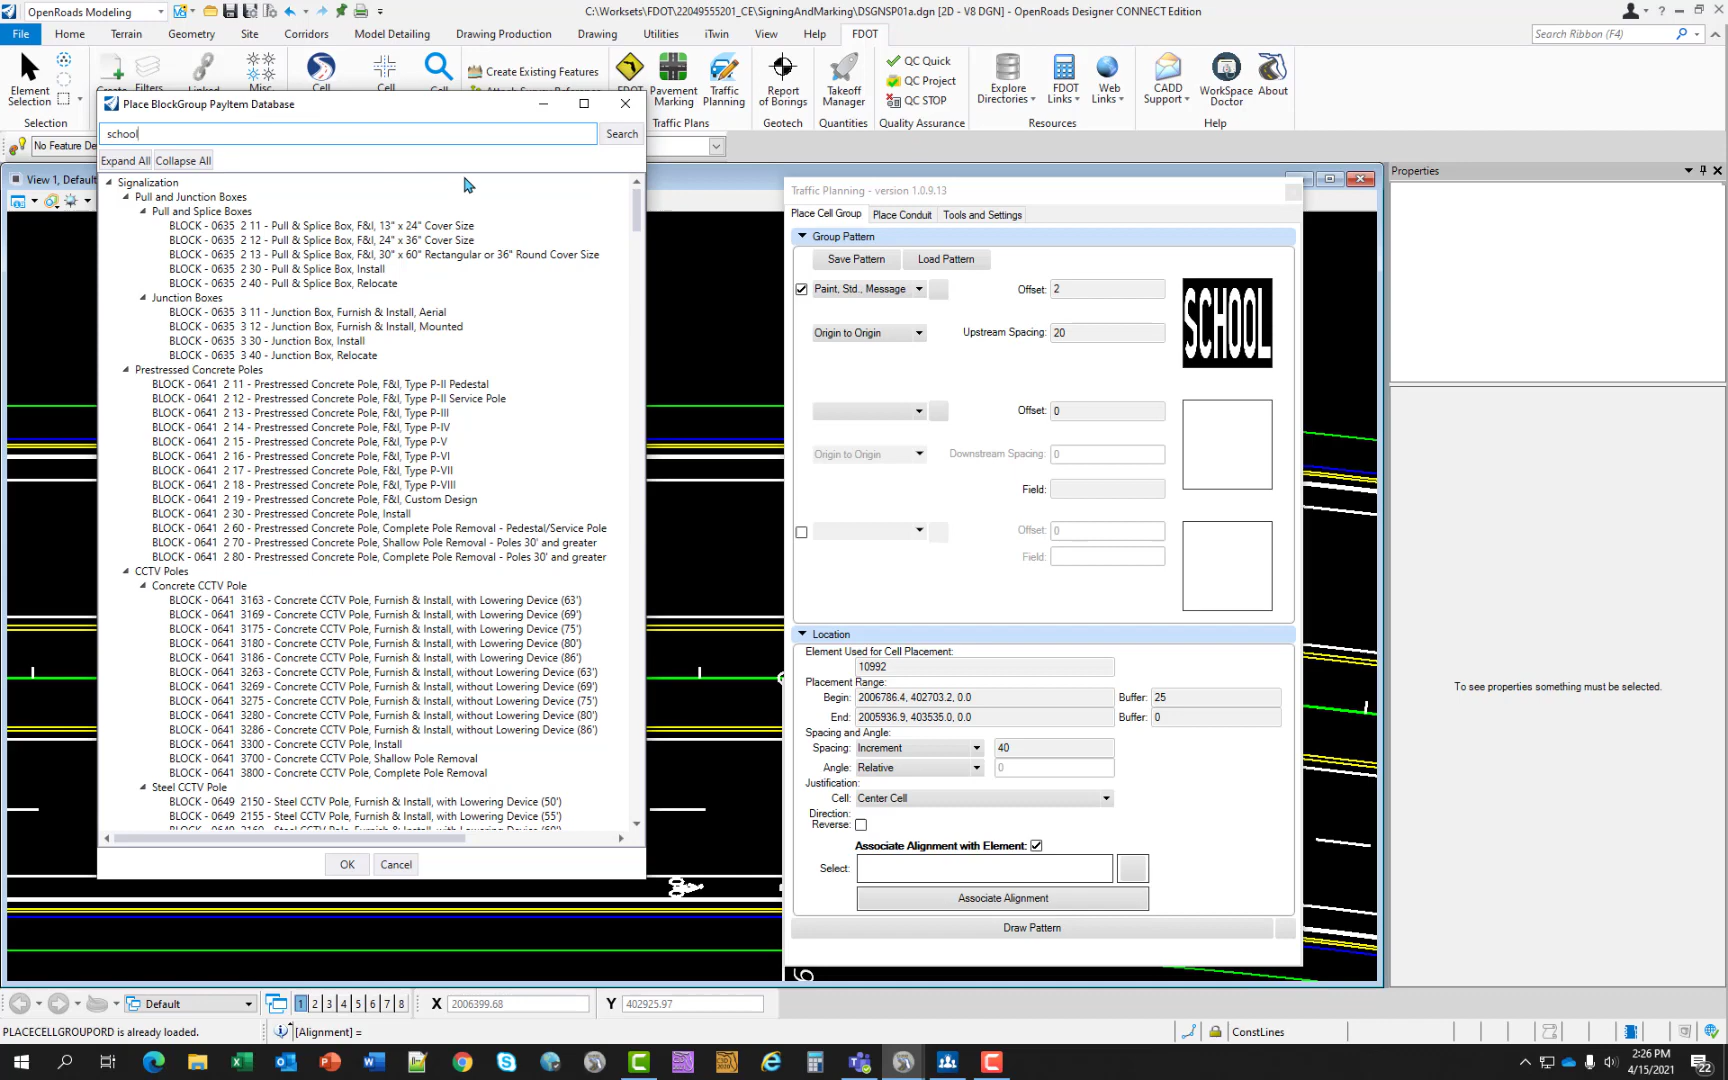 OpenRoads Modeling
C:\Worksets\FDOT\22049555201_CE\SigningAndMarking\DSGNSP01a.dgn [2D - V8 DGN] - OpenRoads Designer CONNECT Edition
File Home Terrain Geometry Site Corridors Model Detailing Drawing Production Drawing Utilities iTwin View Help FDOT
Search Ribbon (F4)
Element Selection
Selection
Create Existing Features
FDOT
Pavement Marking
Traffic Planning
Traffic Plans
Report of Borings
Geotech
Takeoff Manager
Quantities
QC Quick
QC Project
QC STOP
Quality Assurance
Explore Directories
FDOT Links
Web Links
Resources
CADD Support
WorkSpace Doctor
About
Help
Place BlockGroup PayItem Database
school
Search
Expand All Collapse All
No Feature De
View 1, Default
Signalization
Pull and Junction Boxes
Pull and Splice Boxes
BLOCK - 0635 2 11 - Pull & Splice Box, F&I, 13" x 24" Cover Size
BLOCK - 0635 2 12 - Pull & Splice Box, F&I, 24" x 36" Cover Size
BLOCK - 0635 2 13 - Pull & Splice Box, F&I, 30" x 60" Rectangular or 36" Round Cover Size
BLOCK - 0635 2 30 - Pull & Splice Box, Install
BLOCK - 0635 2 40 - Pull & Splice Box, Relocate
Junction Boxes
BLOCK - 0635 3 11 - Junction Box, Furnish & Install, Aerial
BLOCK - 0635 3 12 - Junction Box, Furnish & Install, Mounted
BLOCK - 0635 3 30 - Junction Box, Install
BLOCK - 0635 3 40 - Junction Box, Relocate
Prestressed Concrete Poles
BLOCK - 0641 2 11 - Prestressed Concrete Pole, F&I, Type P-II Pedestal
BLOCK - 0641 2 12 - Prestressed Concrete Pole, F&I, Type P-II Service Pole
BLOCK - 0641 2 13 - Prestressed Concrete Pole, F&I, Type P-III
BLOCK - 0641 2 14 - Prestressed Concrete Pole, F&I, Type P-IV
BLOCK - 0641 2 15 - Prestressed Concrete Pole, F&I, Type P-V
BLOCK - 0641 2 16 - Prestressed Concrete Pole, F&I, Type P-VI
BLOCK - 0641 2 17 - Prestressed Concrete Pole, F&I, Type P-VII
BLOCK - 0641 2 18 - Prestressed Concrete Pole, F&I, Type P-VIII
BLOCK - 0641 2 19 - Prestressed Concrete Pole, F&I, Custom Design
BLOCK - 0641 2 30 - Prestressed Concrete Pole, Install
BLOCK - 0641 2 60 - Prestressed Concrete Pole, Complete Pole Removal - Pedestal/Service Pole
BLOCK - 0641 2 70 - Prestressed Concrete Pole, Shallow Pole Removal - Poles 30' and greater
BLOCK - 0641 2 80 - Prestressed Concrete Pole, Complete Pole Removal - Poles 30' and greater
CCTV Poles
Concrete CCTV Pole
BLOCK - 0641 3163 - Concrete CCTV Pole, Furnish & Install, with Lowering Device (63')
BLOCK - 0641 3169 - Concrete CCTV Pole, Furnish & Install, with Lowering Device (69')
BLOCK - 0641 3175 - Concrete CCTV Pole, Furnish & Install, with Lowering Device (75')
BLOCK - 0641 3180 - Concrete CCTV Pole, Furnish & Install, with Lowering Device (80')
BLOCK - 0641 3186 - Concrete CCTV Pole, Furnish & Install, with Lowering Device (86')
BLOCK - 0641 3263 - Concrete CCTV Pole, Furnish & Install, without Lowering Device (63')
BLOCK - 0641 3269 - Concrete CCTV Pole, Furnish & Install, without Lowering Device (69')
BLOCK - 0641 3275 - Concrete CCTV Pole, Furnish & Install, without Lowering Device (75')
BLOCK - 0641 3280 - Concrete CCTV Pole, Furnish & Install, without Lowering Device (80')
BLOCK - 0641 3286 - Concrete CCTV Pole, Furnish & Install, without Lowering Device (86')
BLOCK - 0641 3300 - Concrete CCTV Pole, Install
BLOCK - 0641 3700 - Concrete CCTV Pole, Shallow Pole Removal
BLOCK - 0641 3800 - Concrete CCTV Pole, Complete Pole Removal
Steel CCTV Pole
BLOCK - 0649 2150 - Steel CCTV Pole, Furnish & Install, with Lowering Device (50')
BLOCK - 0649 2155 - Steel CCTV Pole, Furnish & Install, with Lowering Device (55')
OK Cancel
Traffic Planning - version 1.0.9.13
Place Cell Group Place Conduit Tools and Settings
Group Pattern
Save Pattern Load Pattern
Paint, Std., Message Offset: 2
SCHOOL
Origin to Origin Upstream Spacing: 20
Offset: 0
Origin to Origin Downstream Spacing: 0
Field:
Offset: 0
Field:
Location
Element Used for Cell Placement:
10992
Placement Range:
Begin: 2006786.4, 402703.2, 0.0 Buffer: 25
End: 2005936.9, 403535.0, 0.0 Buffer: 0
Spacing and Angle:
Spacing: Increment 40
Angle: Relative 0
Justification:
Cell: Center Cell
Direction
Reverse:
Associate Alignment with Element:
Select:
Associate Alignment
Draw Pattern
Properties
To see properties something must be selected.
Default
1 2 3 4 5 6 7 8
X 2006399.68
Y 402925.97
PLACECELLGROUPORD is already loaded.
[Alignment] =
ConstLines
2:26 PM
4/15/2021
22